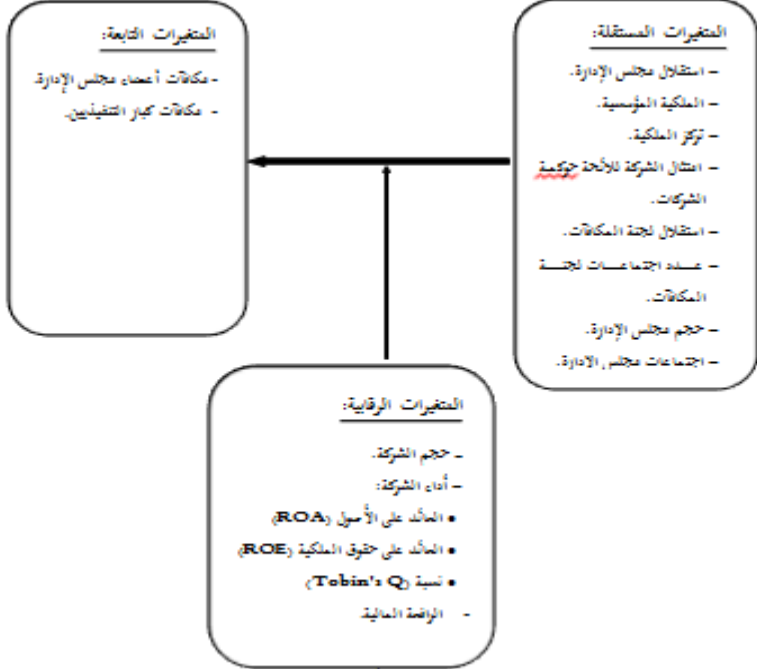 المتغيرات المستقلة:
– استقلال مجلس الإدارة.
– الملكية المؤسسية.
– تركز الملكية.
– امتثال الشركة للائحة حوكمة
الشركات.
– استقلال لجنة المكافآت.
– عدد اجتماعات لجنة
المكافآت.
– حجم مجلس الإدارة.
– اجتماعات مجلس الادارة.
المتغيرات التابعة:
- مكافآت أعضاء مجلس الإدارة.
- مكافآت كبار التنفيذيين.
المتغيرات الرقابية:
– حجم الشركة.
– أداء الشركة:
• العائد على الأصول (ROA)
• العائد على حقوق الملكية (ROE)
• نسبة (Tobin's Q)
- الرافعة المالية.